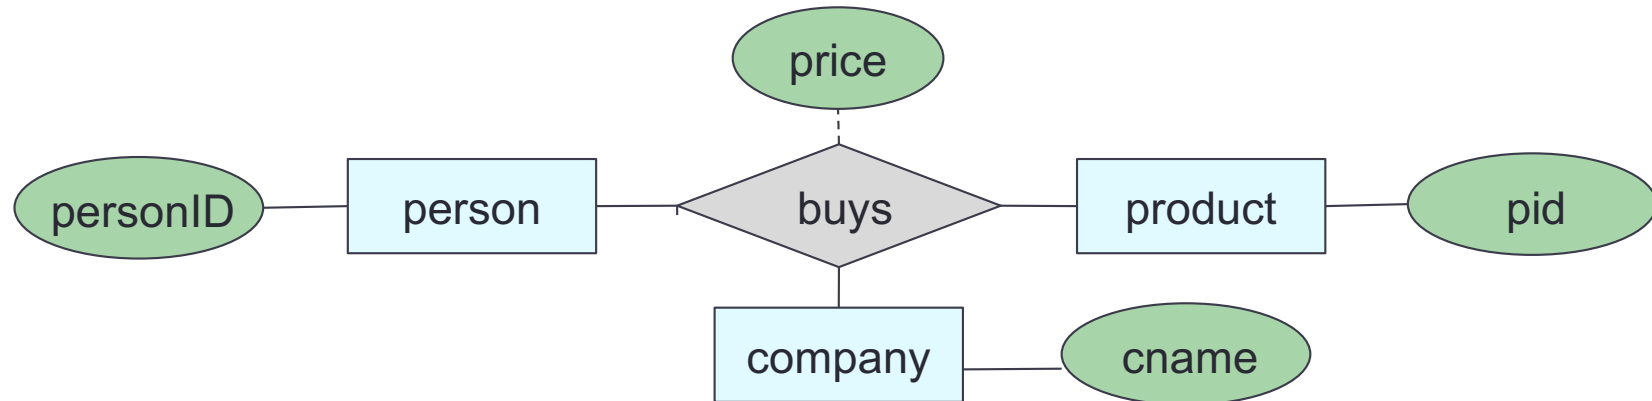 price
personID
person
buys
product
pid
company
cname